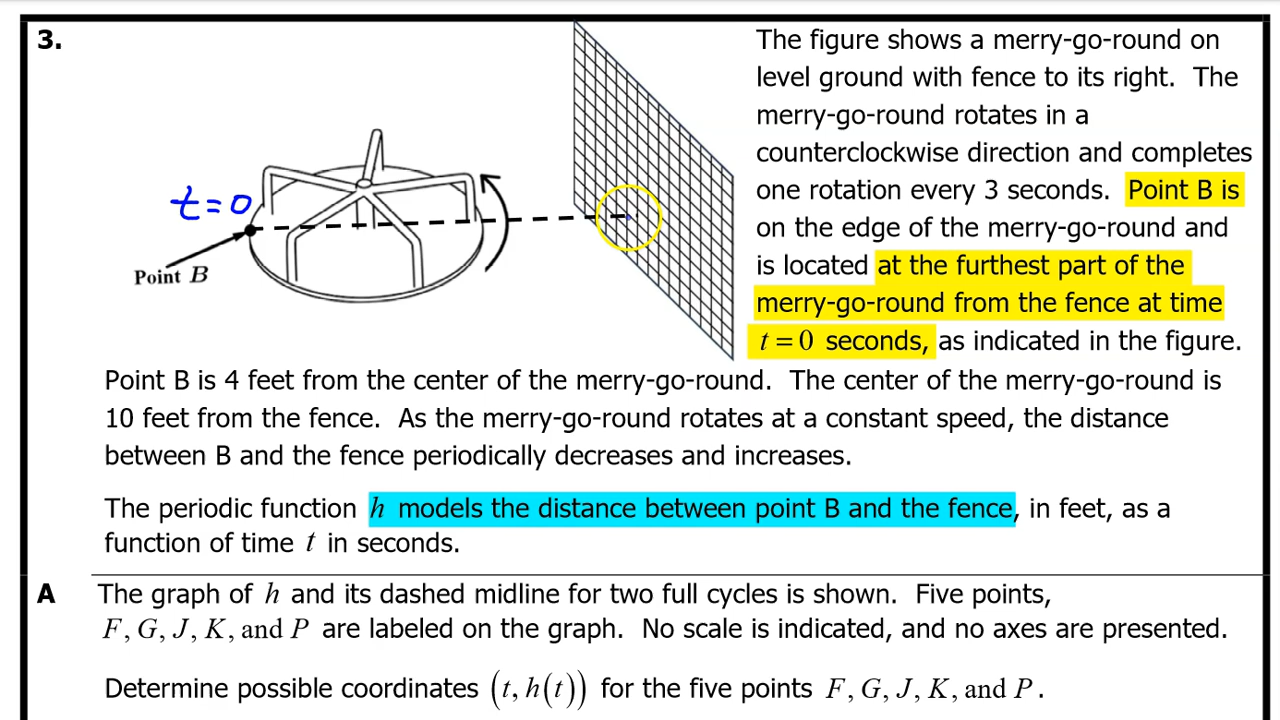 3.
The figure shows a merry-go-round on
level ground with fence to its right. The
merry-go-round rotates in a
counterclockwise direction and completes
one rotation every 3 seconds. Point B is
on the edge of the merry-go-round and
is located at the furthest part of the
merry-go-round from the fence at time
t = 0 seconds, as indicated in the figure.
t=0
Point B
Point B is 4 feet from the center of the merry-go-round. The center of the merry-go-round is
10 feet from the fence. As the merry-go-round rotates at a constant speed, the distance
between B and the fence periodically decreases and increases.
The periodic function h models the distance between point B and the fence, in feet, as a
function of time t in seconds.
A The graph of h and its dashed midline for two full cycles is shown. Five points,
F, G, J, K, and P are labeled on the graph. No scale is indicated, and no axes are presented.
Determine possible coordinates (t, h(t)) for the five points F, G, J, K, and P.